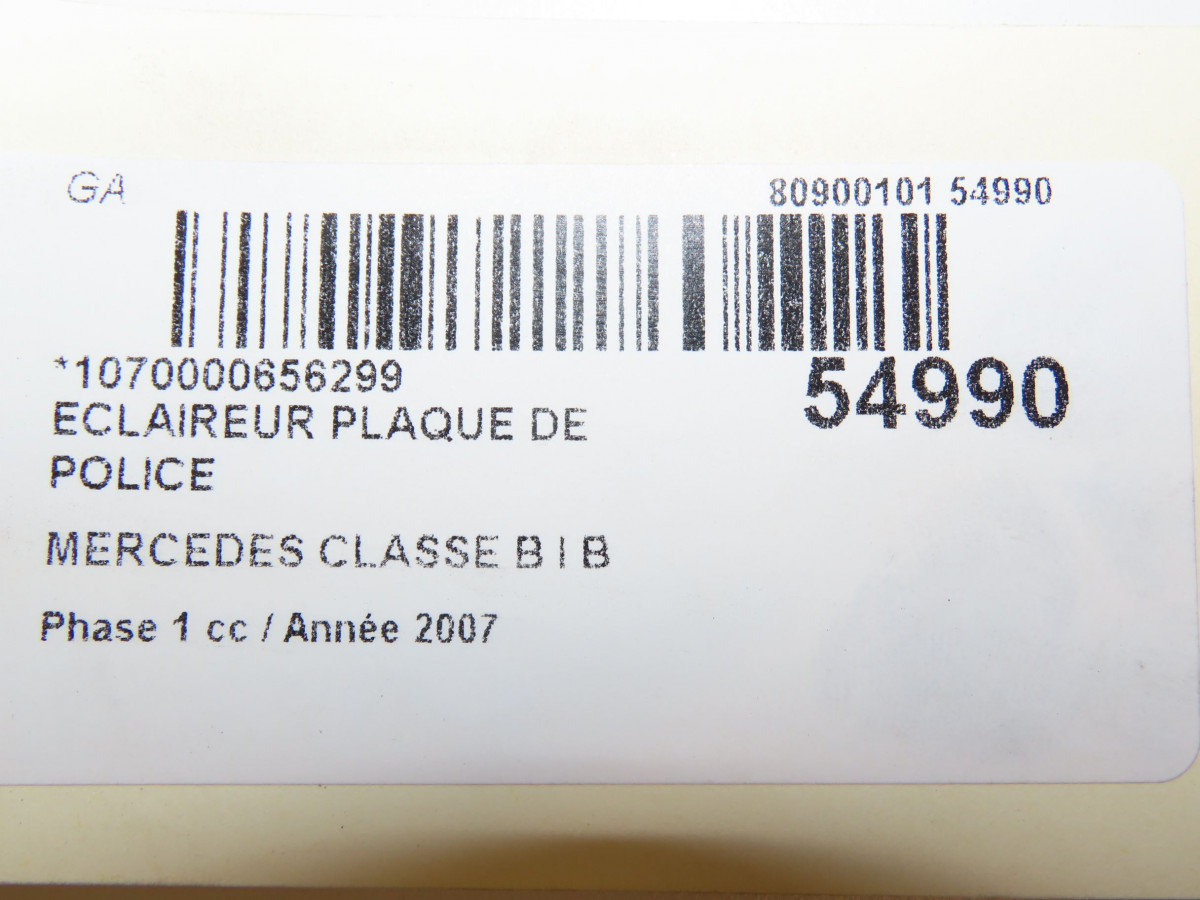 GA
80900101 54990
*1070000656299
54990
ECLAIREUR PLAQUE DE
POLICE
MERCEDES CLASSE B I B
Phase 1 cc / Année 2007